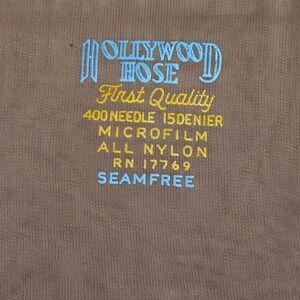 HOLLYWOOD
HOSE
First Quality
400 NEEDLE 15 DENIER
MICROFILM
ALL NYLON
RN 17769
SEAMFREE